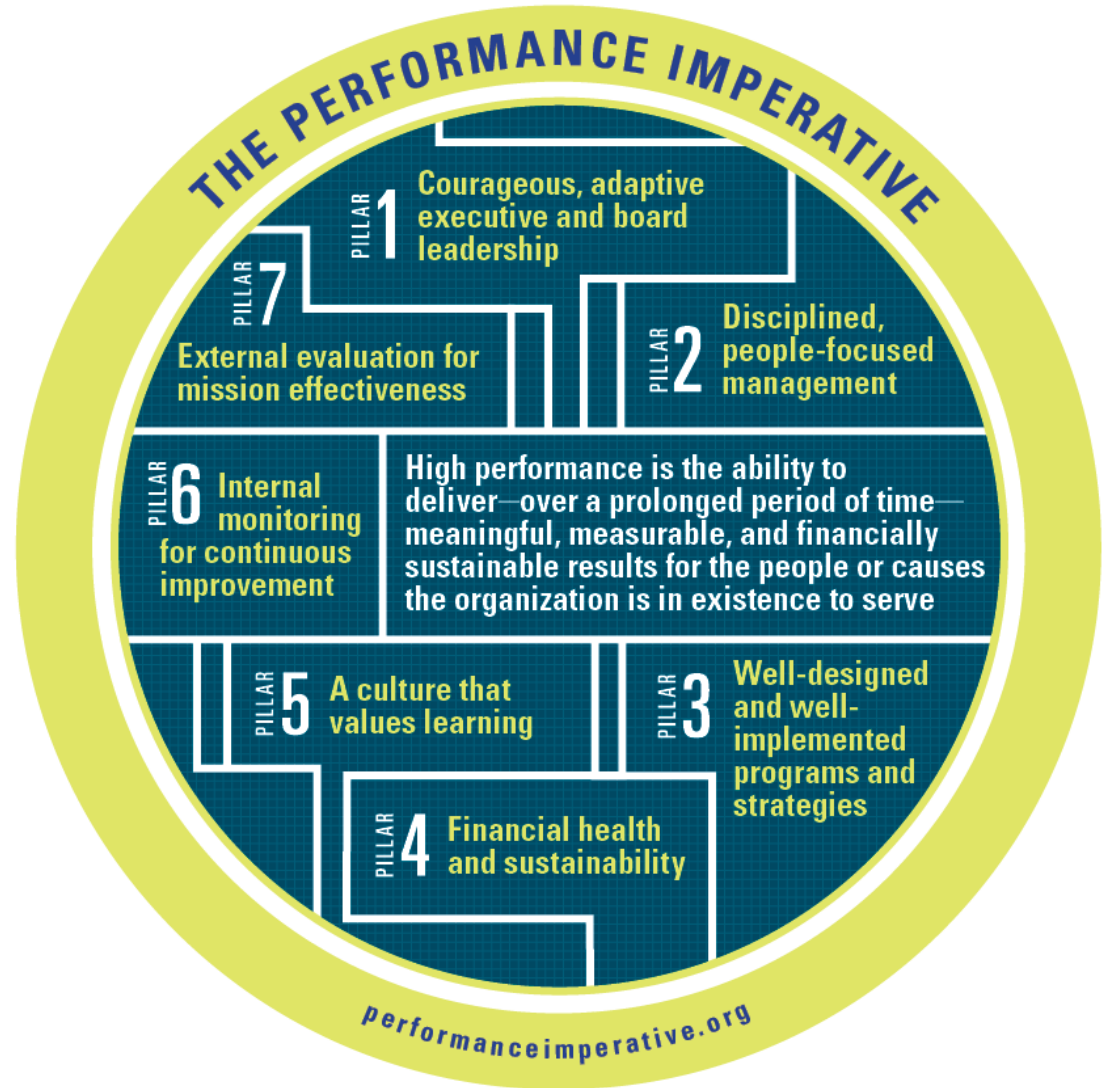 THE PERFORMANCE IMPERATIVE
PILLAR 1
Courageous, adaptive
executive and board
leadership
PILLAR 2
Disciplined,
people-focused
management
PILLAR 3
Well-designed
and well-
implemented
programs and
strategies
PILLAR 4
Financial health
and sustainability
PILLAR 5
A culture that
values learning
PILLAR 6
Internal
monitoring
for continuous
improvement
PILLAR 7
External evaluation for
mission effectiveness
High performance is the ability to
deliver—over a prolonged period of time—
meaningful, measurable, and financially
sustainable results for the people or causes
the organization is in existence to serve
performanceimperative.org